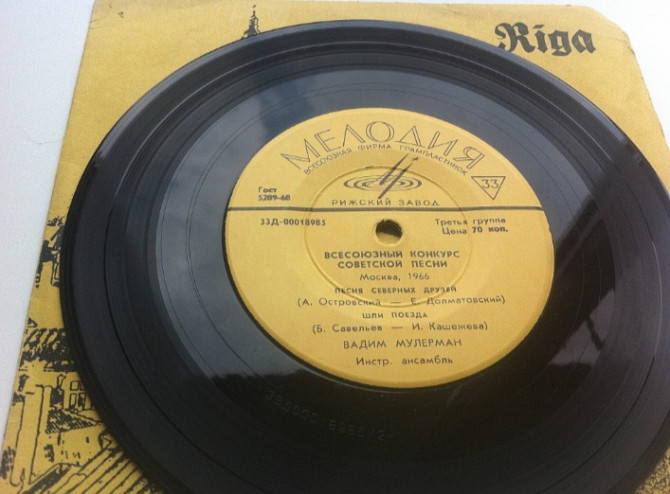 Riga
МЕЛОДИЯ
ВСЕСОЮЗНАЯ ФИРМА ГРАМПЛАСТИНОК
33
Гост
5289-68
РИЖСКИЙ ЗАВОД
33Д-00018985
Третья группа
Цена 70 коп.
ВСЕСОЮЗНЫЙ КОНКУРС
СОВЕТСКОЙ ПЕСНИ
Москва, 1966
ПЕСНЯ СЕВЕРНЫХ ДРУЗЕЙ
(А. Островский — Е. Долматовский)
ШЛИ ПОЕЗДА
(Б. Савельев — И. Кашежева)
ВАДИМ МУЛЕРМАН
Инстр. ансамбль